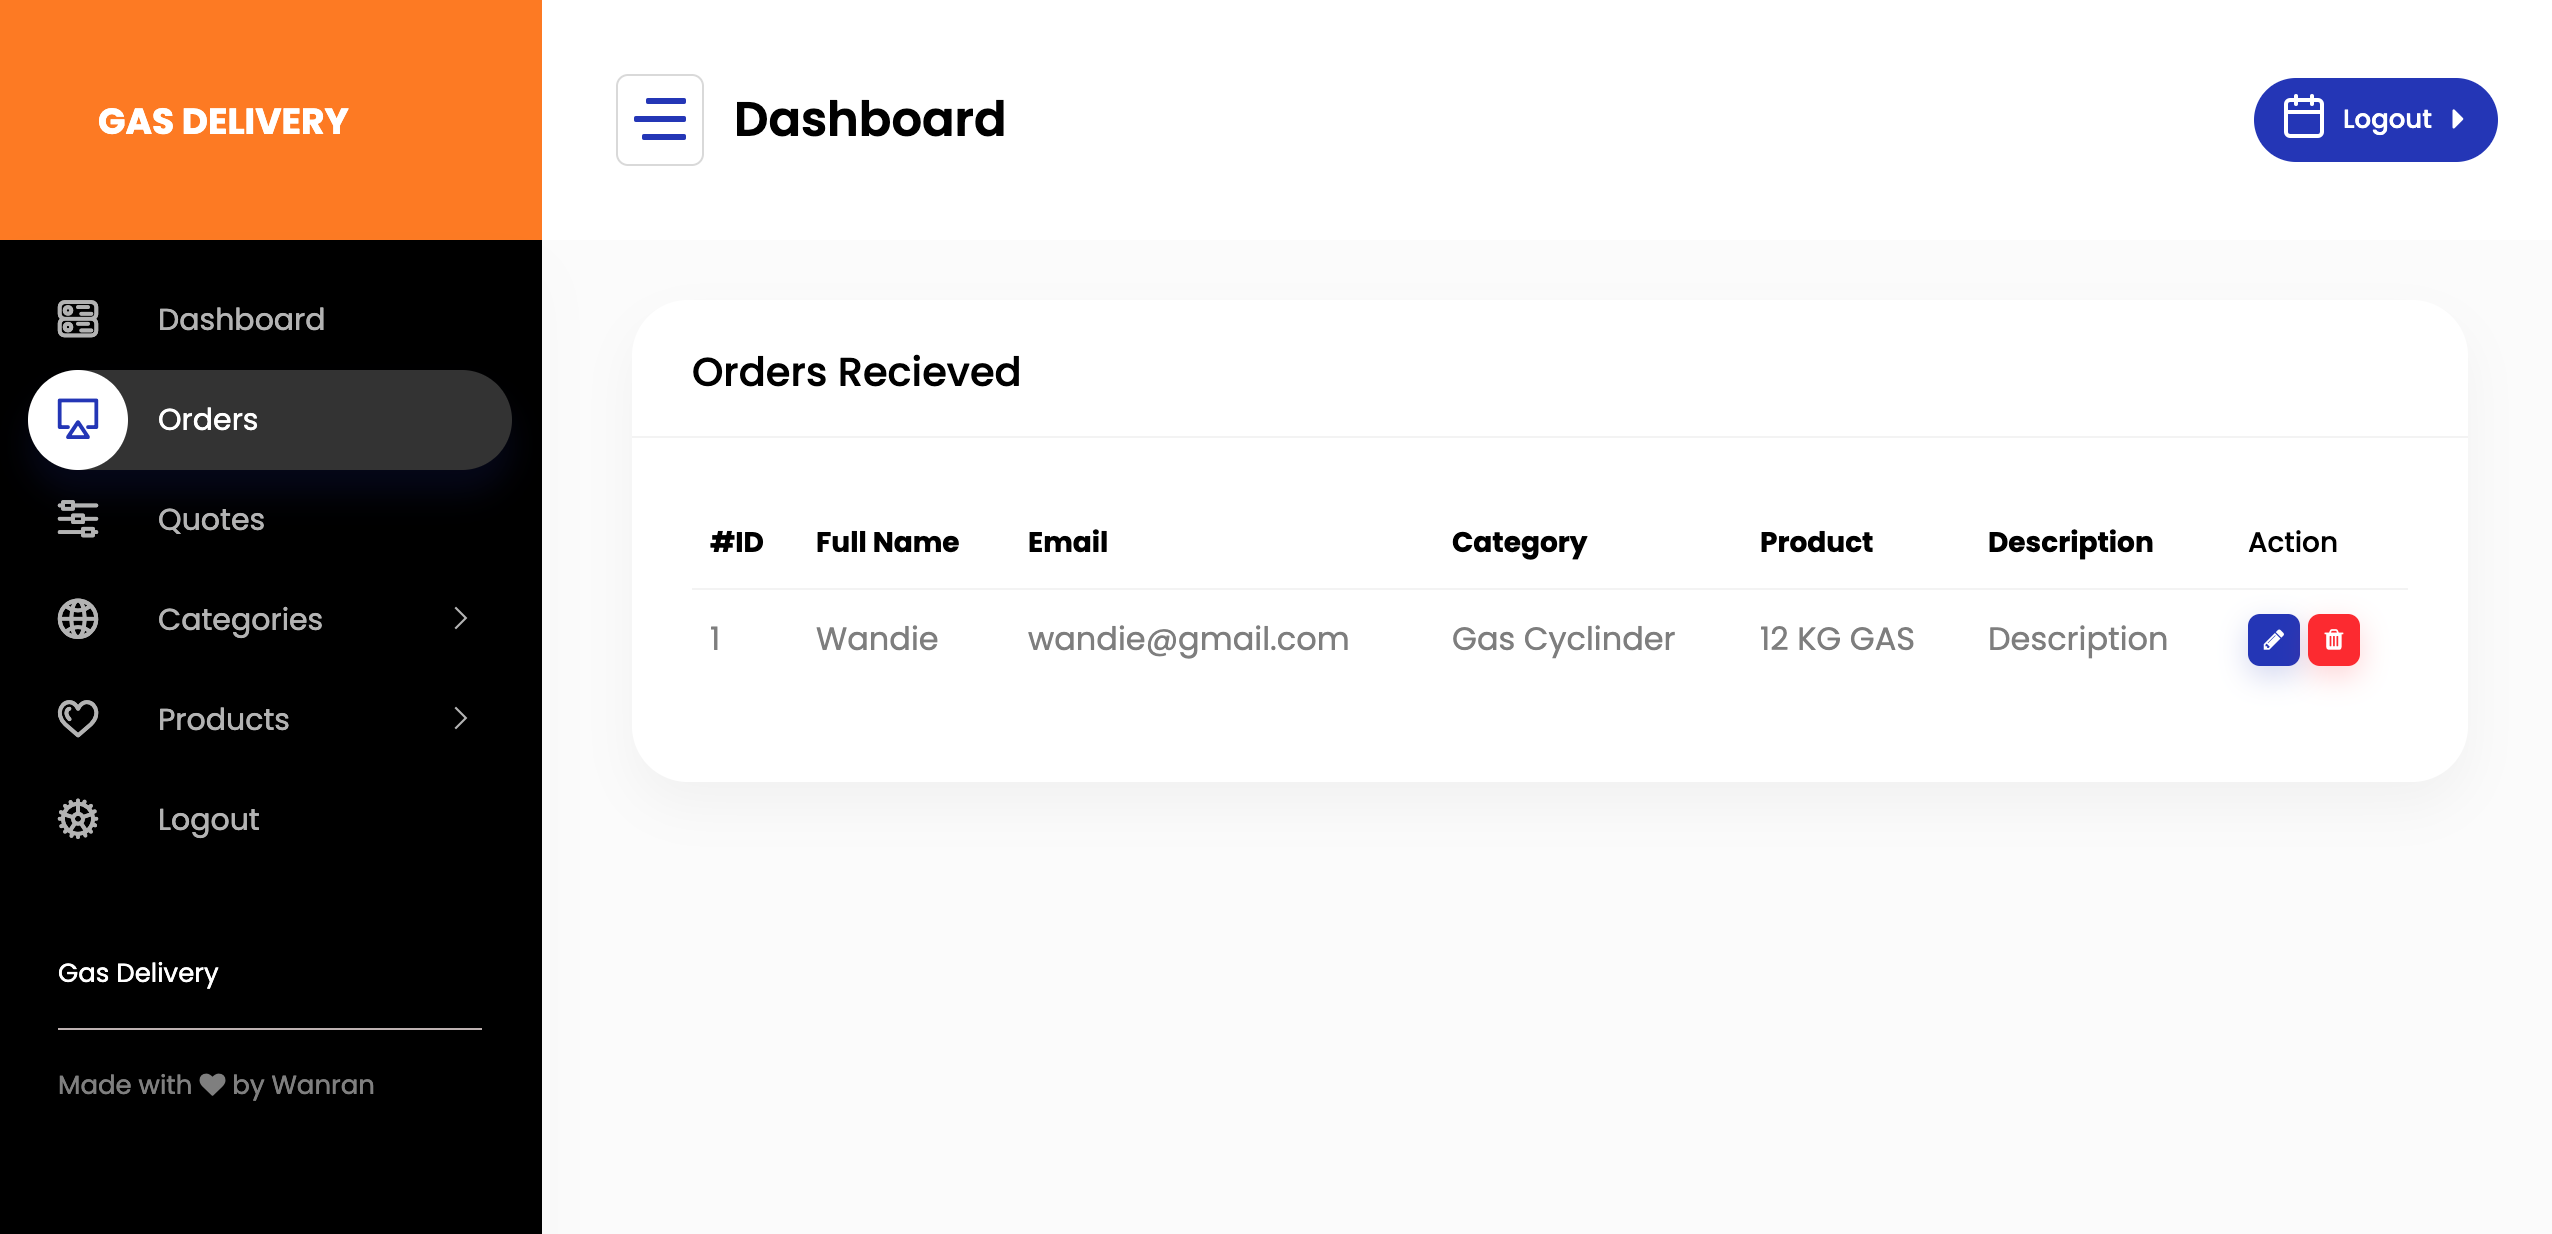 GAS DELIVERY
Dashboard
Logout
Dashboard
Orders
Quotes
Categories
Products
Logout
Gas Delivery
Made with by Wanran
Orders Recieved
#ID Full Name Email Category Product Description Action
1 Wandie wandie@gmail.com Gas Cyclinder 12 KG GAS Description